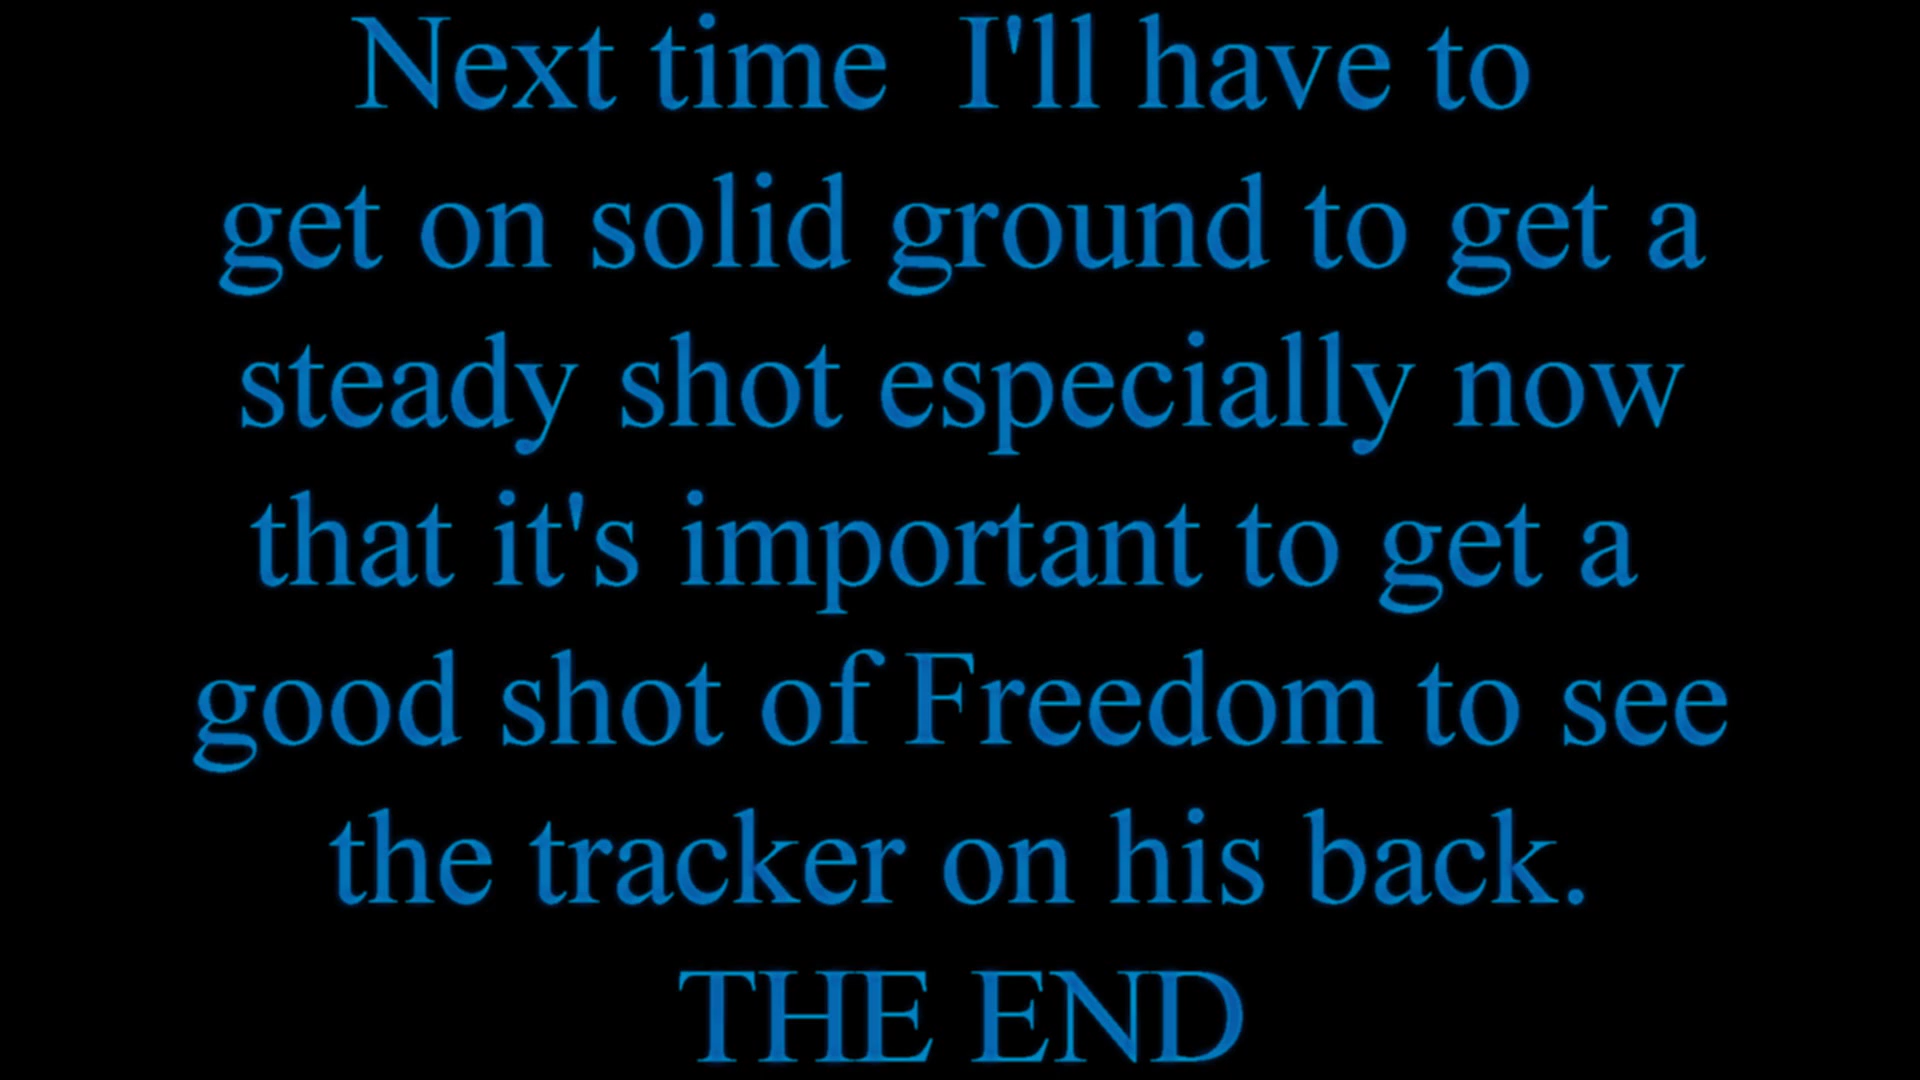 Next time  I'll have to
get on solid ground to get a
steady shot especially now
that it's important to get a
good shot of Freedom to see
the tracker on his back.
THE END